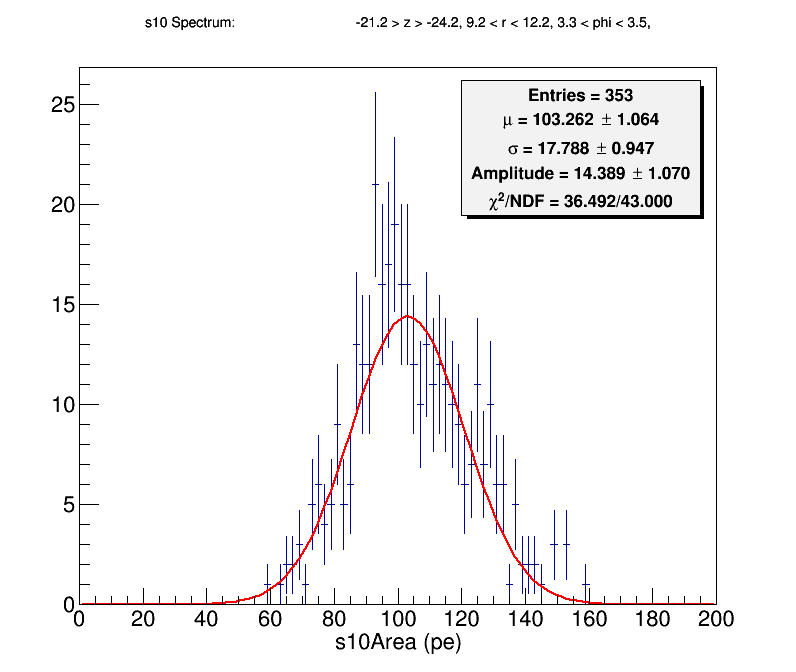 s10 Spectrum: -21.2 > z > -24.2, 9.2 < r < 12.2, 3.3 < phi < 3.5,
Entries = 353
μ = 103.262 ± 1.064
σ = 17.788 ± 0.947
Amplitude = 14.389 ± 1.070
χ²/NDF = 36.492/43.000
25
20
15
10
5
0
0 20 40 60 80 100 120 140 160 180 200
s10Area (pe)